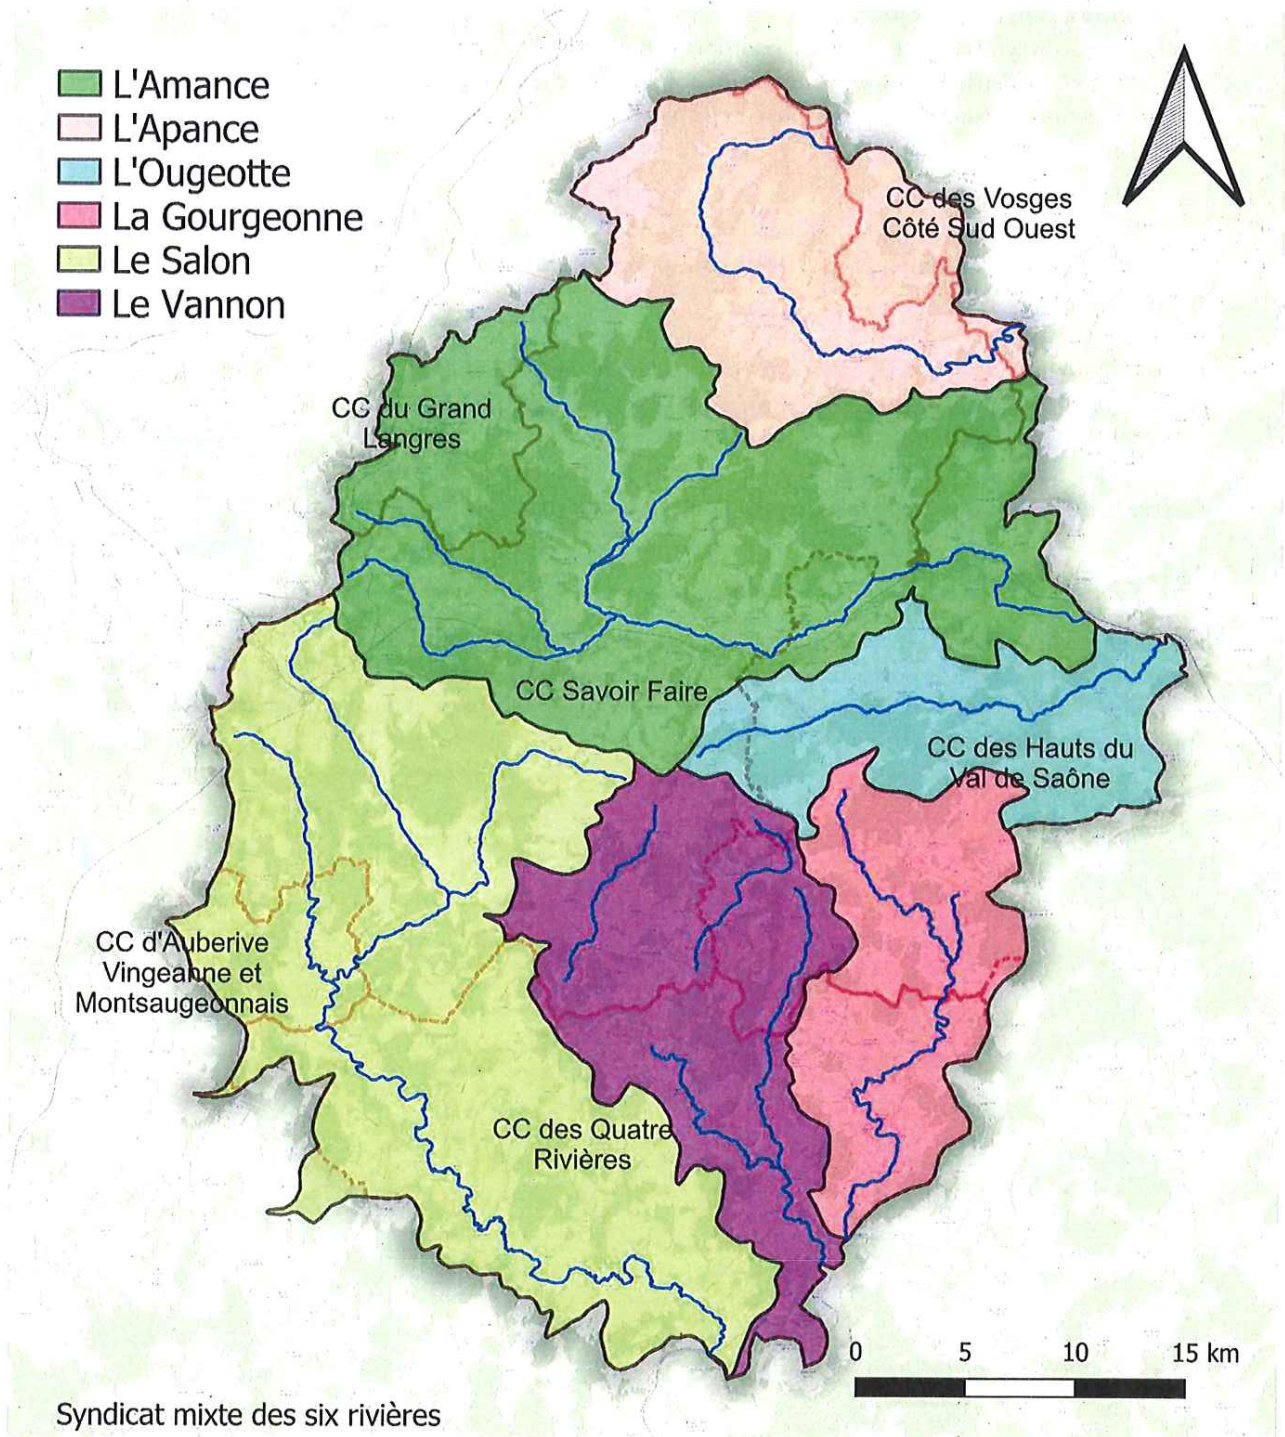 L'Amance
L'Apance
L'Ougeotte
La Gourgeonne
Le Salon
Le Vannon
CC des Vosges
Côté Sud Ouest
CC du Grand
Langres
CC Savoir Faire
CC des Hauts du
Val de Saône
CC d'Auberive
Vingeanne et
Montsaugeonnais
CC des Quatre
Rivières
0 5 10 15 km
Syndicat mixte des six rivières